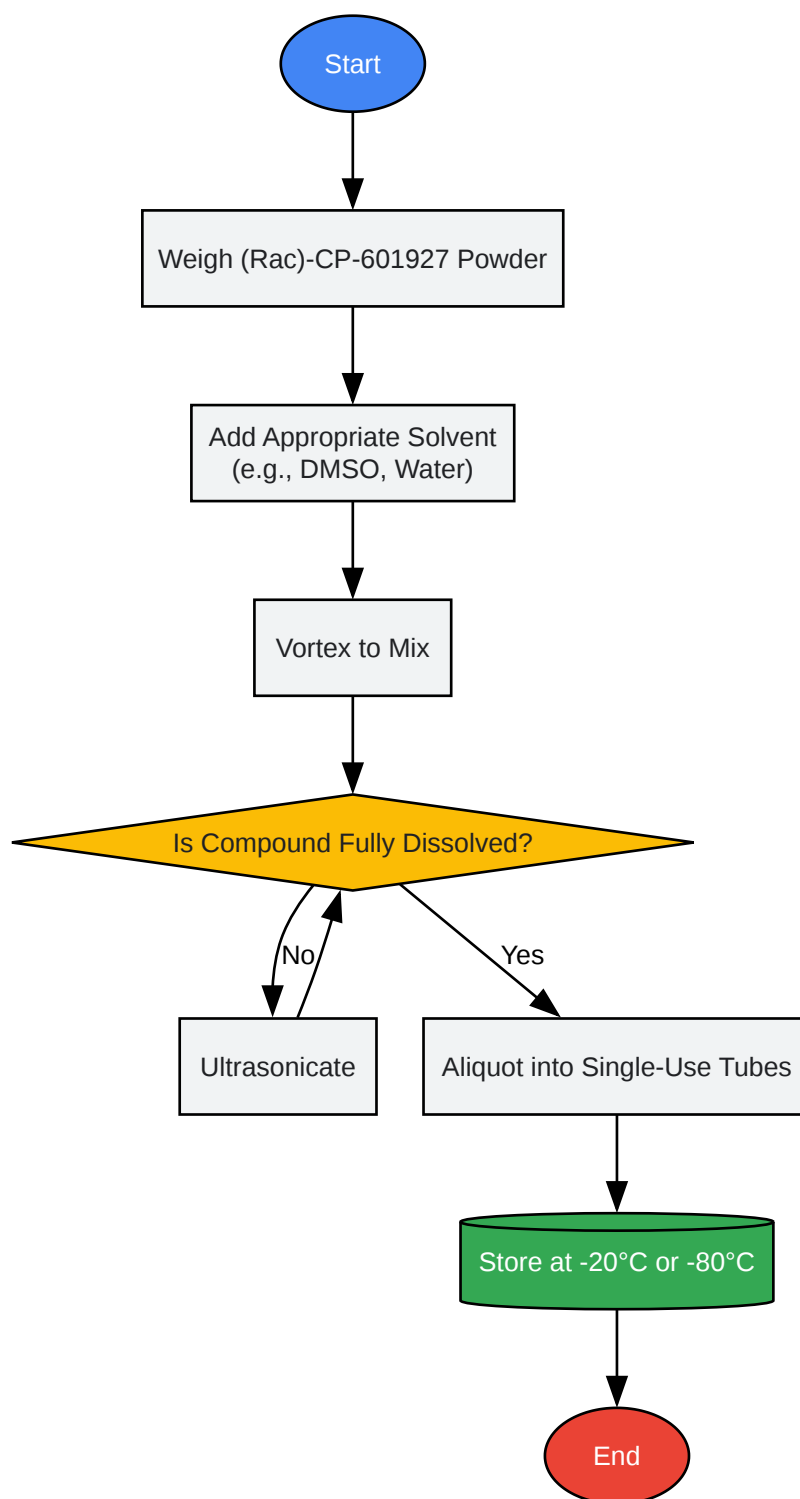 Start
Weigh (Rac)-CP-601927 Powder
Add Appropriate Solvent
(e.g., DMSO, Water)
Vortex to Mix
Is Compound Fully Dissolved?
No
Yes
Ultrasonicate
Aliquot into Single-Use Tubes
Store at -20°C or -80°C
End